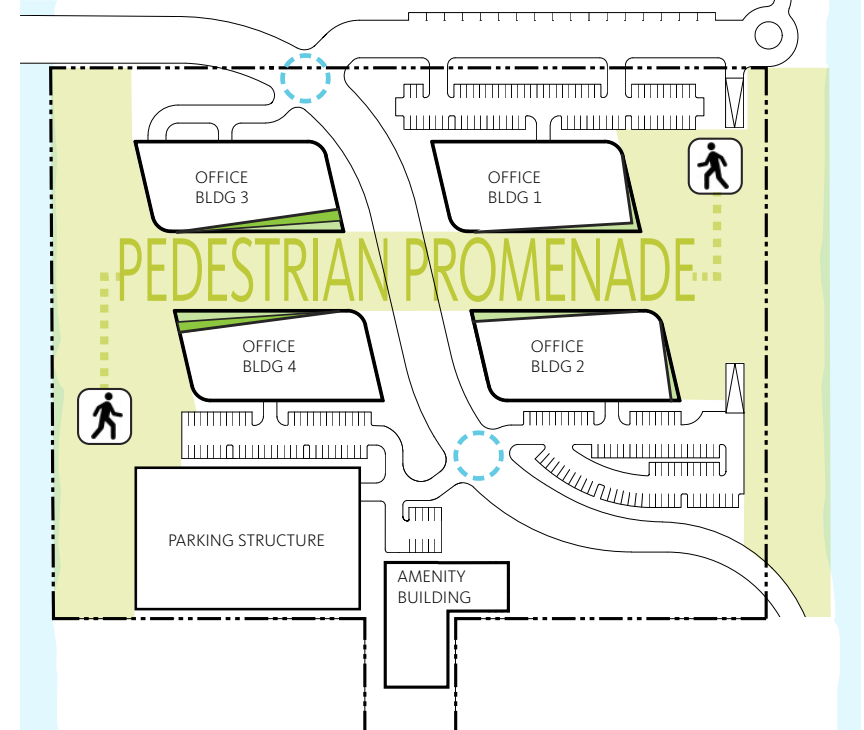 OFFICE
BLDG 3
OFFICE
BLDG 1
PEDESTRIAN PROMENADE
OFFICE
BLDG 4
OFFICE
BLDG 2
PARKING STRUCTURE
AMENITY
BUILDING